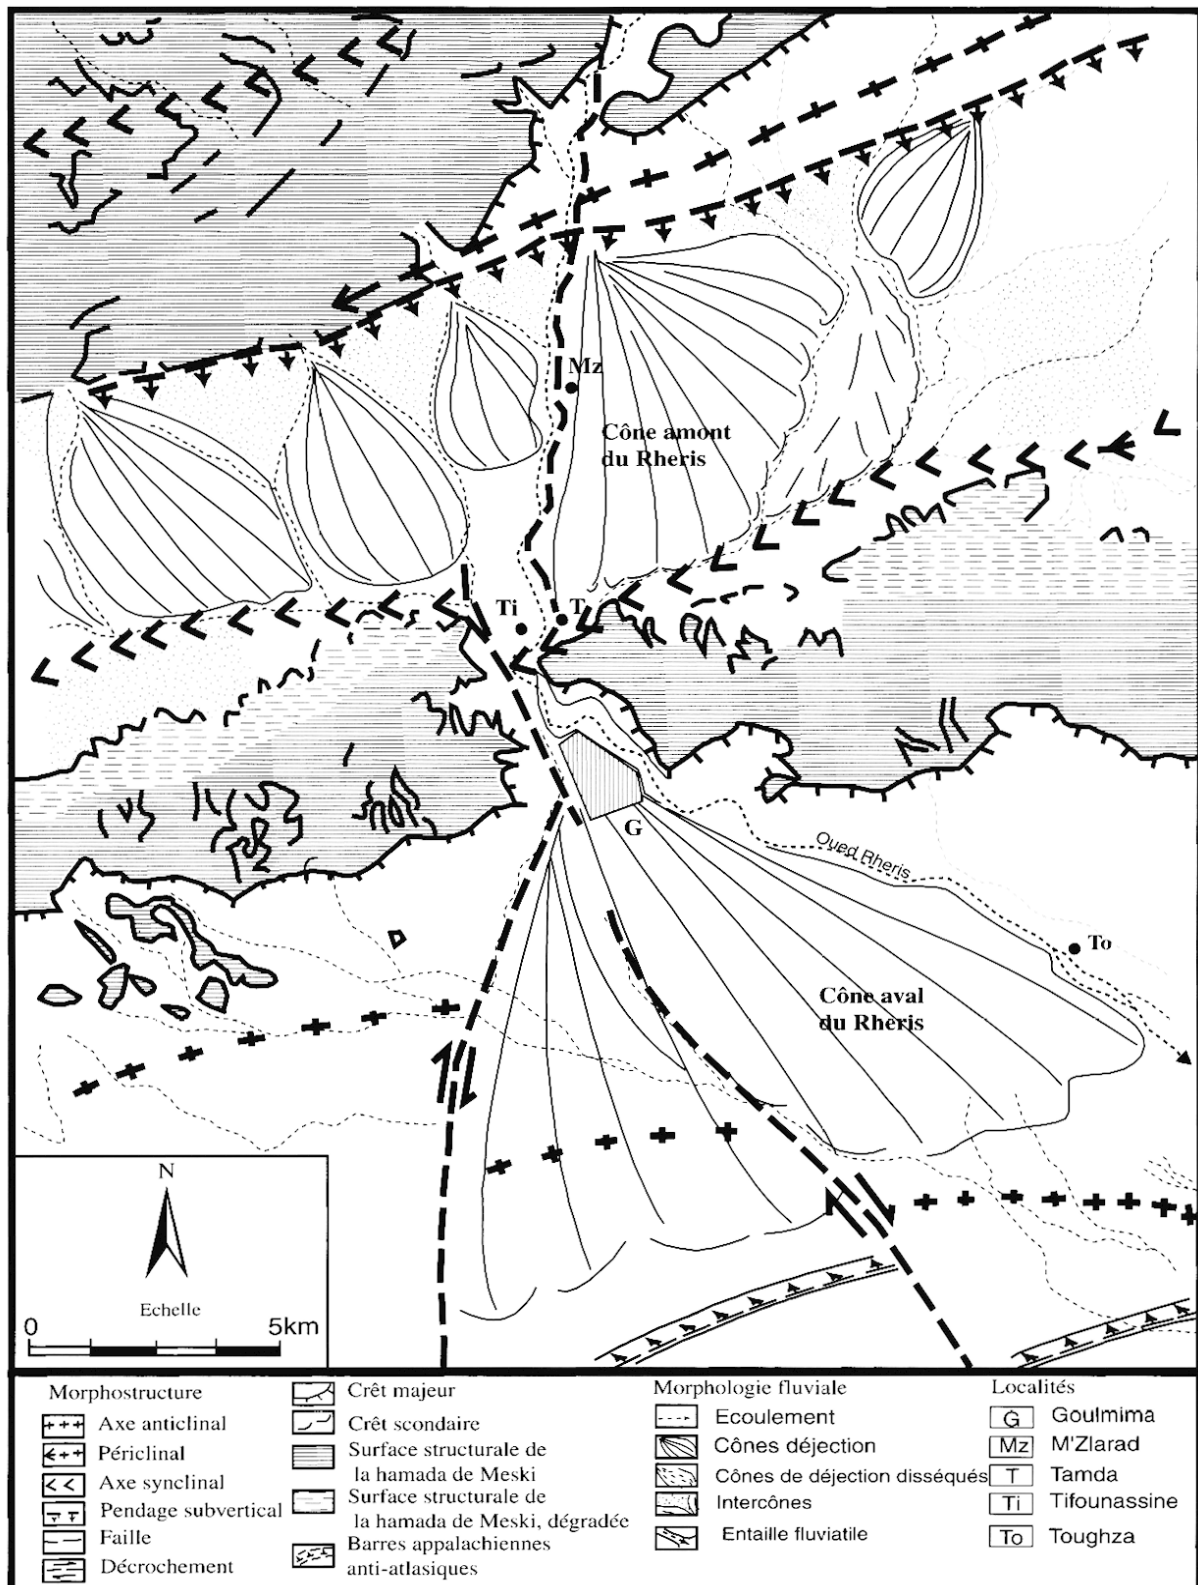 Mz
Cône amont
du Rheris
Ti
T
G
Oued Rheris
To
Cône aval
du Rheris
N
Echelle
0
5km
Morphostructure
Axe anticlinal
Périclinal
Axe synclinal
Pendage subvertical
Faille
Décrochement
Crêt majeur
Crêt scondaire
Surface structurale de
la hamada de Meski
Surface structurale de
la hamada de Meski, dégradée
Barres appalachiennes
anti-atlasiques
Morphologie fluviale
Ecoulement
Cônes déjection
Cônes de déjection disséqués
Intercônes
Entaille fluviatile
Localités
G Goulmima
Mz M'Zlarad
T Tamda
Ti Tifounassine
To Toughza